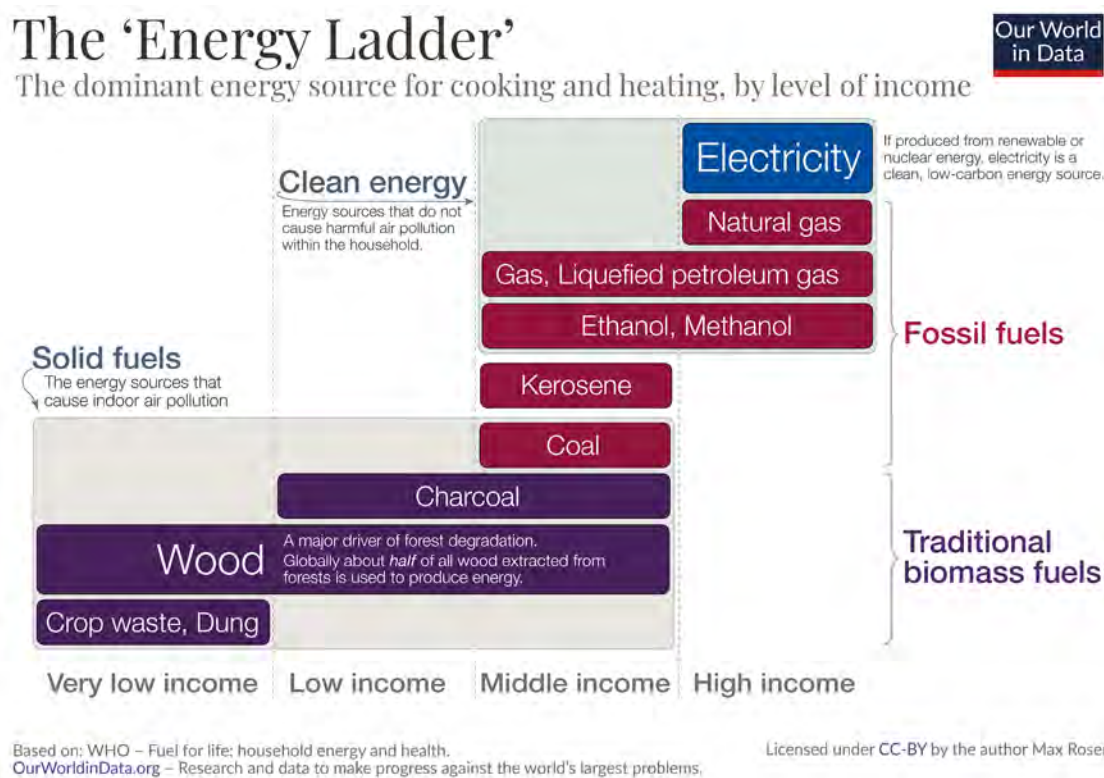 The ‘Energy Ladder’
Our World
in Data
The dominant energy source for cooking and heating, by level of income
Electricity
If produced from renewable or
nuclear energy, electricity is a
clean, low-carbon energy source.
Clean energy
Energy sources that do not
cause harmful air pollution
within the household.
Natural gas
Gas, Liquefied petroleum gas
Ethanol, Methanol
Fossil fuels
Solid fuels
The energy sources that
cause indoor air pollution
Kerosene
Coal
Charcoal
Wood
A major driver of forest degradation.
Globally about half of all wood extracted from
forests is used to produce energy.
Traditional
biomass fuels
Crop waste, Dung
Very low income
Low income
Middle income
High income
Based on: WHO – Fuel for life: household energy and health.
OurWorldinData.org – Research and data to make progress against the world's largest problems.
Licensed under CC-BY by the author Max Roser